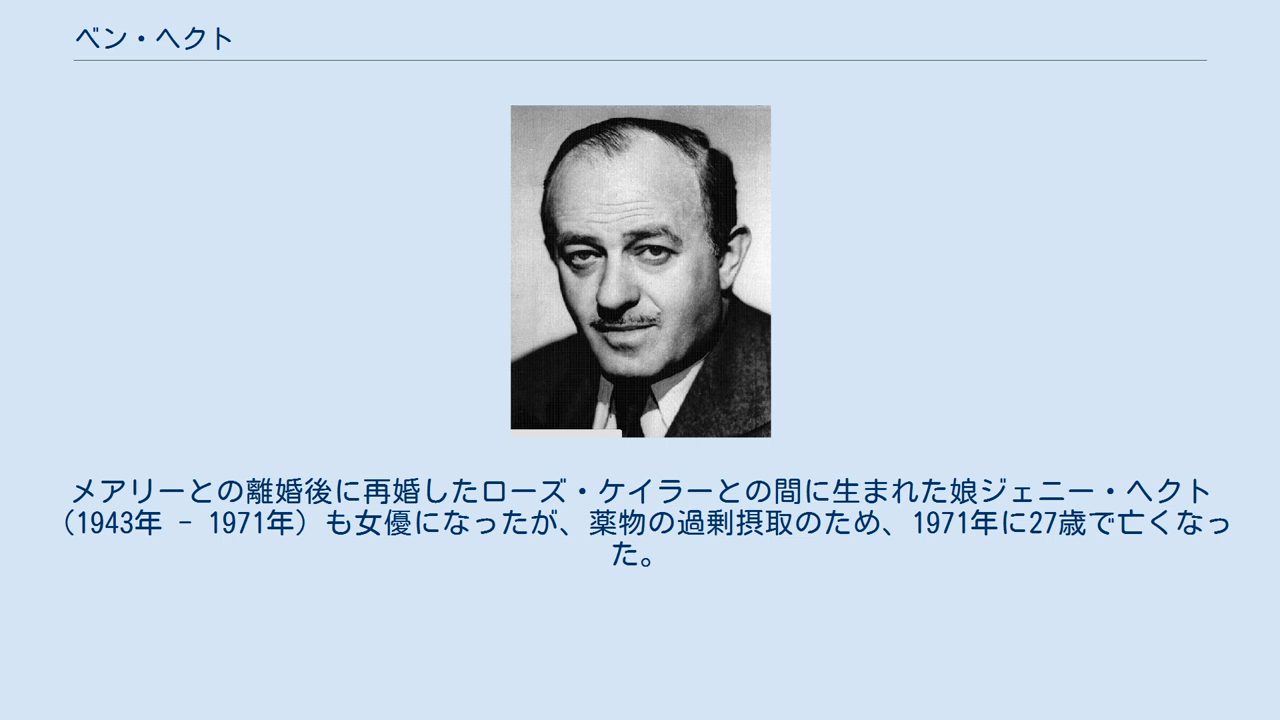 ベン・ヘクト
メアリーとの離婚後に再婚したローズ・ケイラーとの間に生まれた娘ジェニー・ヘクト
（1943年 - 1971年）も女優になったが、薬物の過剰摂取のため、1971年に27歳で亡くなっ
た。